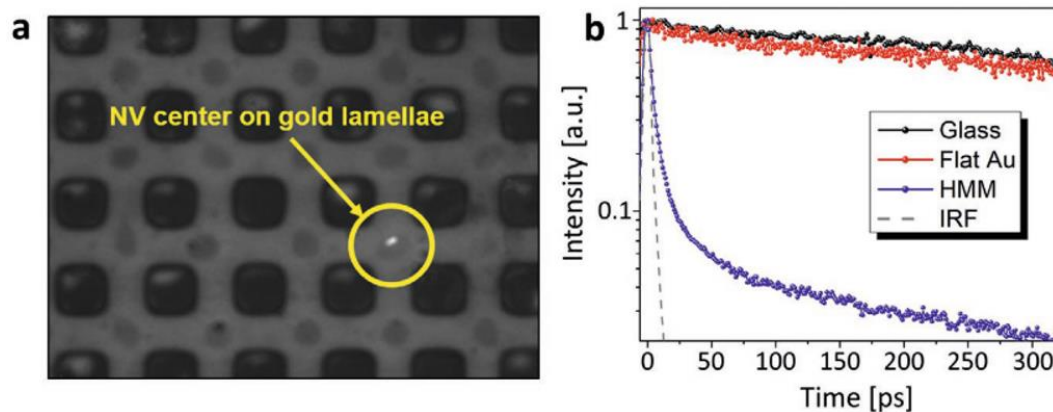 a
NV center on gold lamellae
b
Intensity [a.u.]
1
0.1
Glass
Flat Au
HMM
IRF
0
50
100
150
200
250
300
Time [ps]